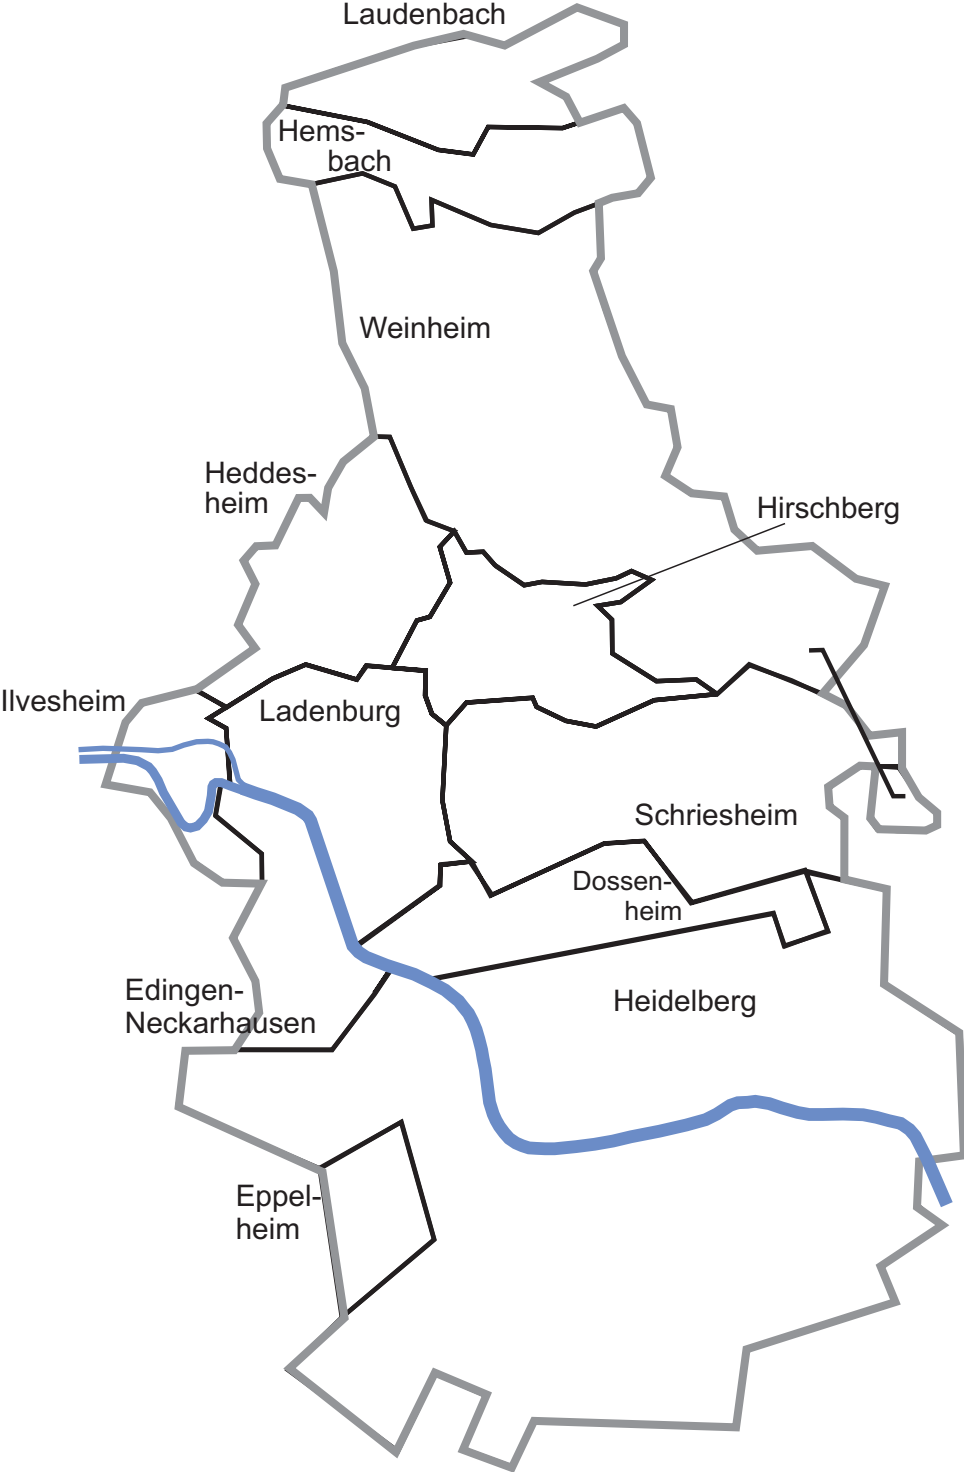 Laudenbach
Hems-
bach
Weinheim
Heddes-
heim
Hirschberg
Ilvesheim
Ladenburg
Schriesheim
Dossen-
heim
Edingen-
Neckarhausen
Heidelberg
Eppel-
heim